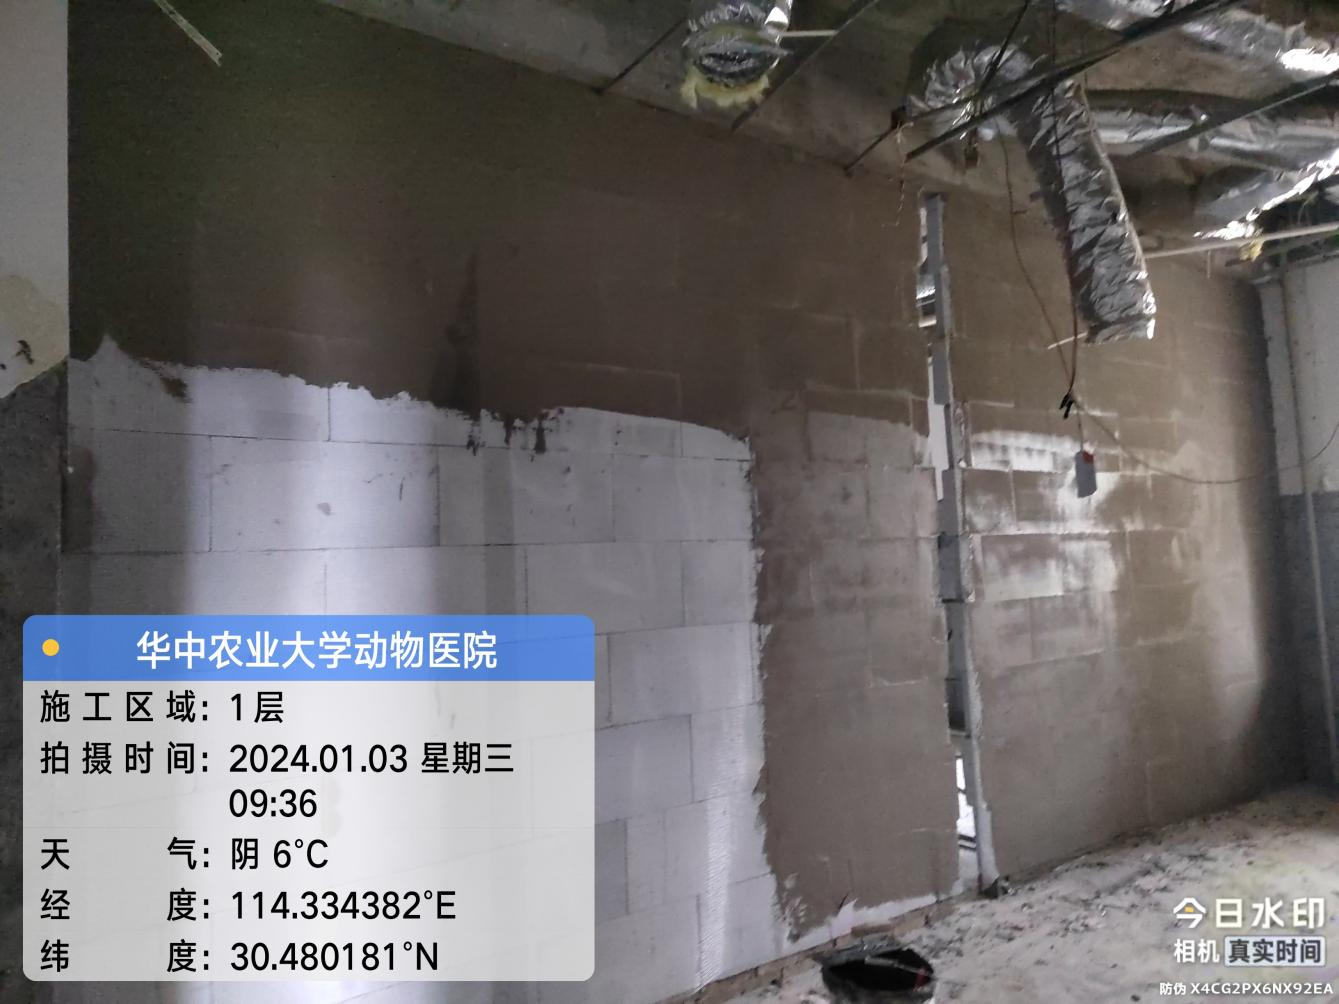 华中农业大学动物医院
施工区域：1层
拍摄时间：2024.01.03 星期三
09:36
天气：阴 6°C
经度：114.334382°E
纬度：30.480181°N
今日水印
相机 真实时间
防伪 X4CG2PX6NX92EA